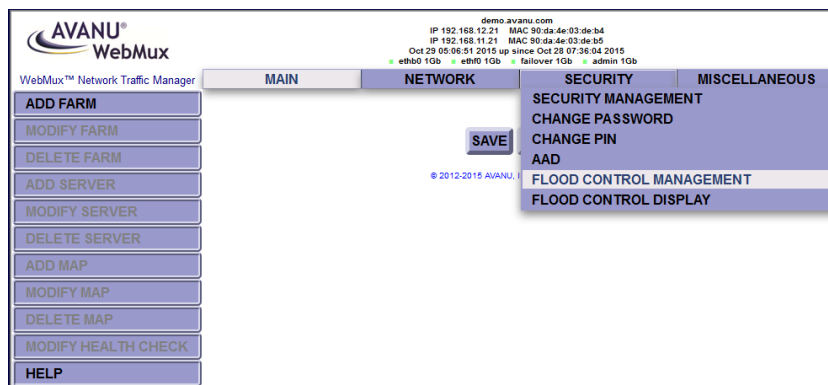 AVANU®
WebMux
demo.avanu.com
IP 192.168.12.21 MAC 90:da:4e:03:de:b4
IP 192.168.11.21 MAC 90:da:4e:03:de:b5
Oct 29 05:06:51 2015 up since Oct 28 07:36:04 2015
ethb0 1Gb ethf0 1Gb failover 1Gb admin 1Gb
WebMux™ Network Traffic Manager
MAIN NETWORK SECURITY MISCELLANEOUS
ADD FARM
MODIFY FARM
DELETE FARM
ADD SERVER
MODIFY SERVER
DELETE SERVER
ADD MAP
MODIFY MAP
DELETE MAP
MODIFY HEALTH CHECK
HELP
SECURITY MANAGEMENT
CHANGE PASSWORD
CHANGE PIN
AAD
FLOOD CONTROL MANAGEMENT
FLOOD CONTROL DISPLAY
SAVE
© 2012-2015 AVANU,